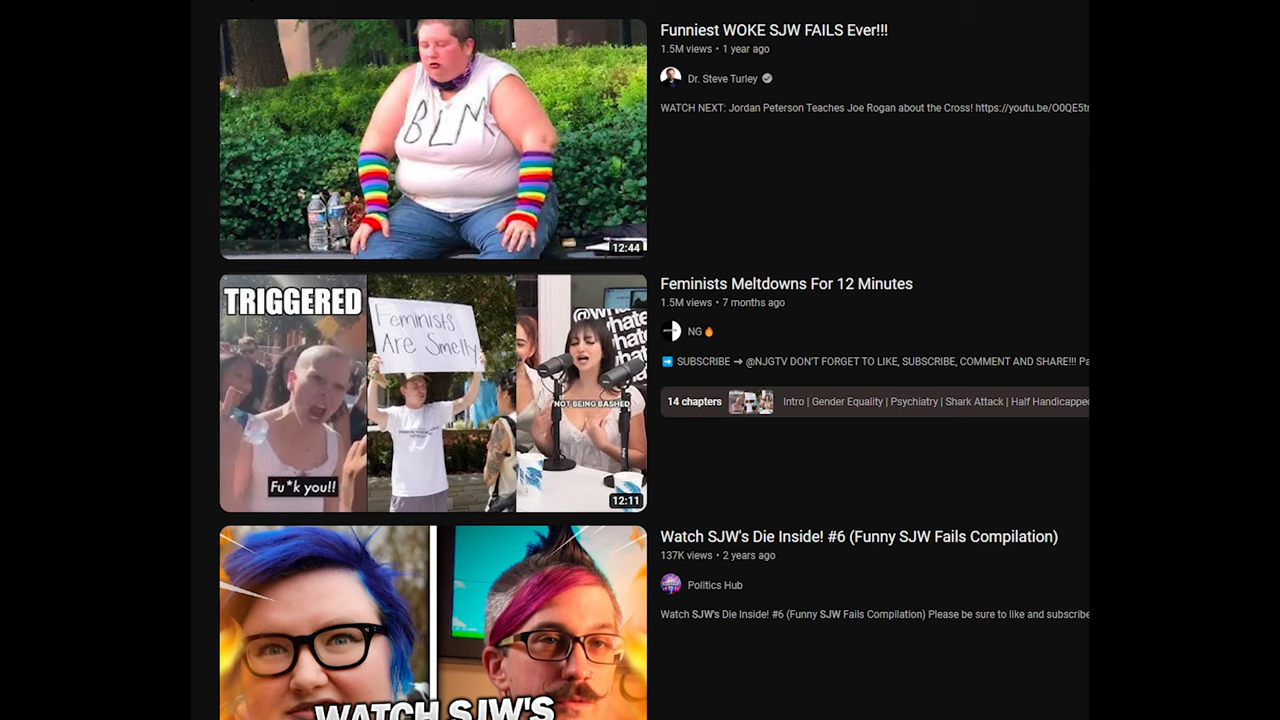 BLM
12:44
Funniest WOKE SJW FAILS Ever!!!
1.5M views • 1 year ago
Dr. Steve Turley
WATCH NEXT: Jordan Peterson Teaches Joe Rogan about the Cross! https://youtu.be/O0QE5t
TRIGGERED
Fu*k you!!
Feminists
Are Smelly
@wh
hate
hate
hat
NOT BEING BASHED
12:11
Feminists Meltdowns For 12 Minutes
1.5M views • 7 months ago
NG🔥
➡️ SUBSCRIBE ➙ @NJGTV DON'T FORGET TO LIKE, SUBSCRIBE, COMMENT AND SHARE!!! Pa
14 chapters
Intro | Gender Equality | Psychiatry | Shark Attack | Half Handicapped
WATCH SJW'S
Watch SJW's Die Inside! #6 (Funny SJW Fails Compilation)
137K views • 2 years ago
Politics Hub
Watch SJW's Die Inside! #6 (Funny SJW Fails Compilation) Please be sure to like and subscribe